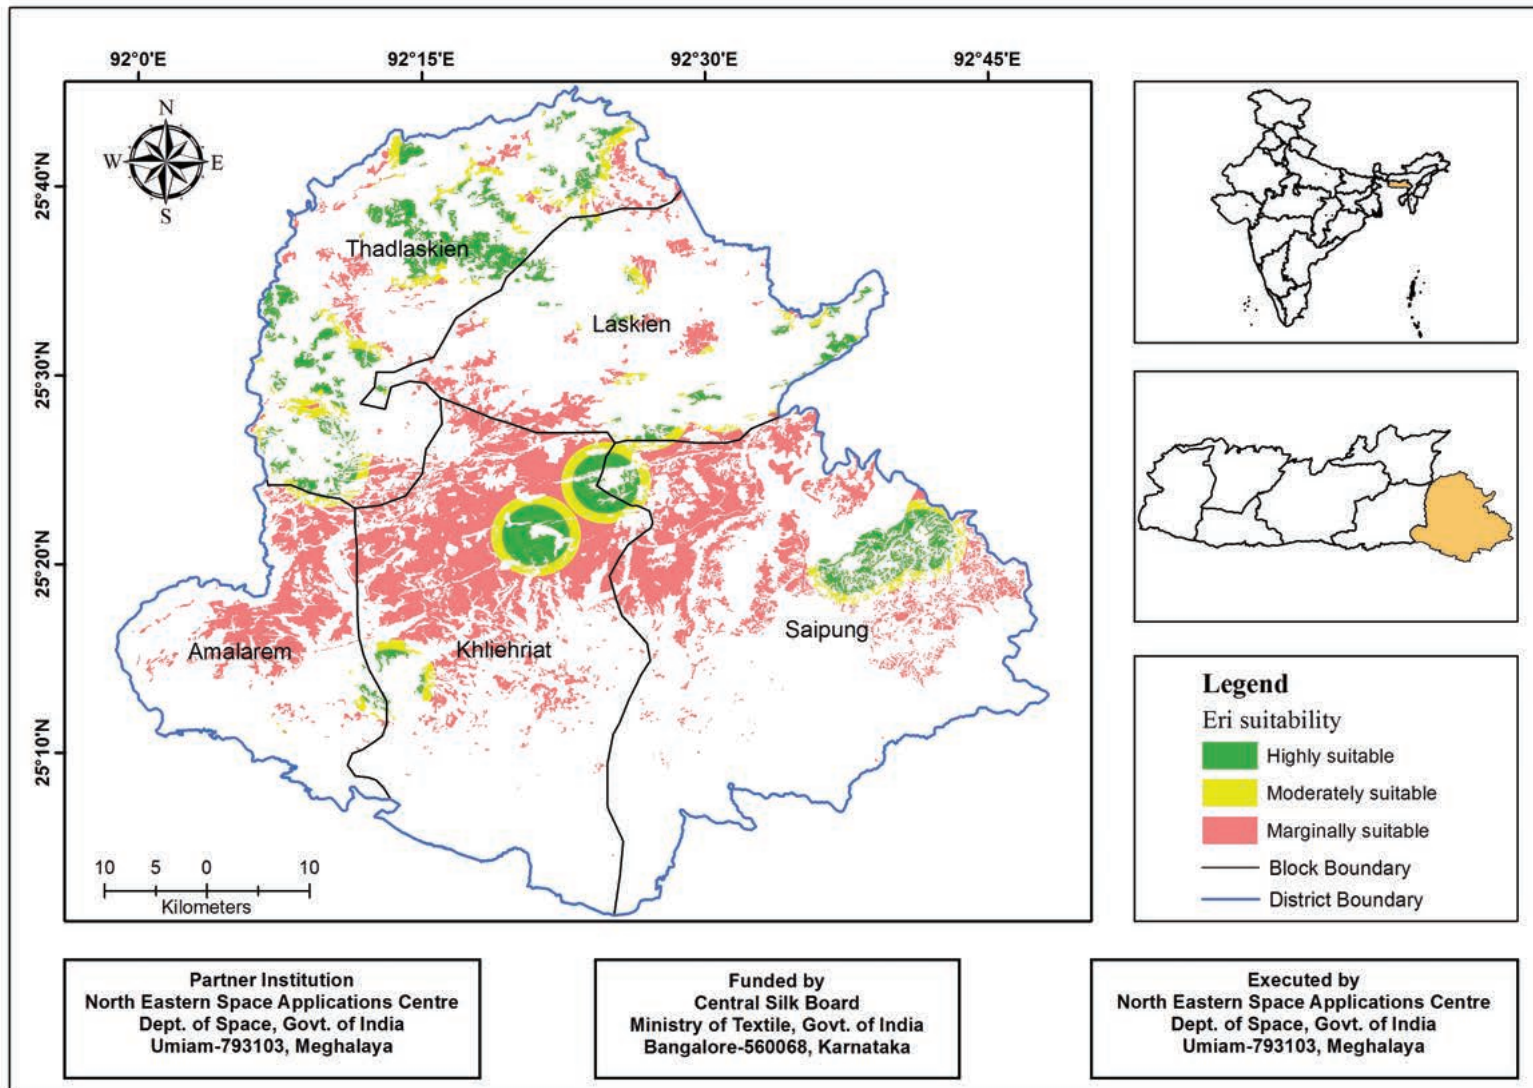 92°0'E
92°15'E
92°30'E
92°45'E
25°40'N
25°30'N
25°20'N
25°10'N
N
W
E
S
Thadlaskien
Laskien
Saipung
Amalarem
Khliehriat
10 5 0 10
Kilometers
Legend
Eri suitability
Highly suitable
Moderately suitable
Marginally suitable
Block Boundary
District Boundary
Partner Institution
North Eastern Space Applications Centre
Dept. of Space, Govt. of India
Umiam-793103, Meghalaya
Funded by
Central Silk Board
Ministry of Textile, Govt. of India
Bangalore-560068, Karnataka
Executed by
North Eastern Space Applications Centre
Dept. of Space, Govt. of India
Umiam-793103, Meghalaya